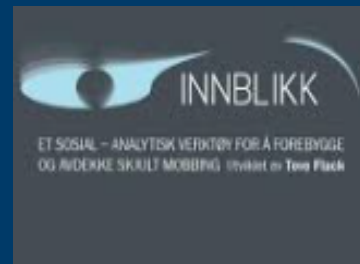 INNBLIKK
ET SOSIAL – ANALYTISK VERKTØY FOR Å FOREBYGGE
OG AVDEKKE SKJULT MOBBING Utviklet av Tove Flack